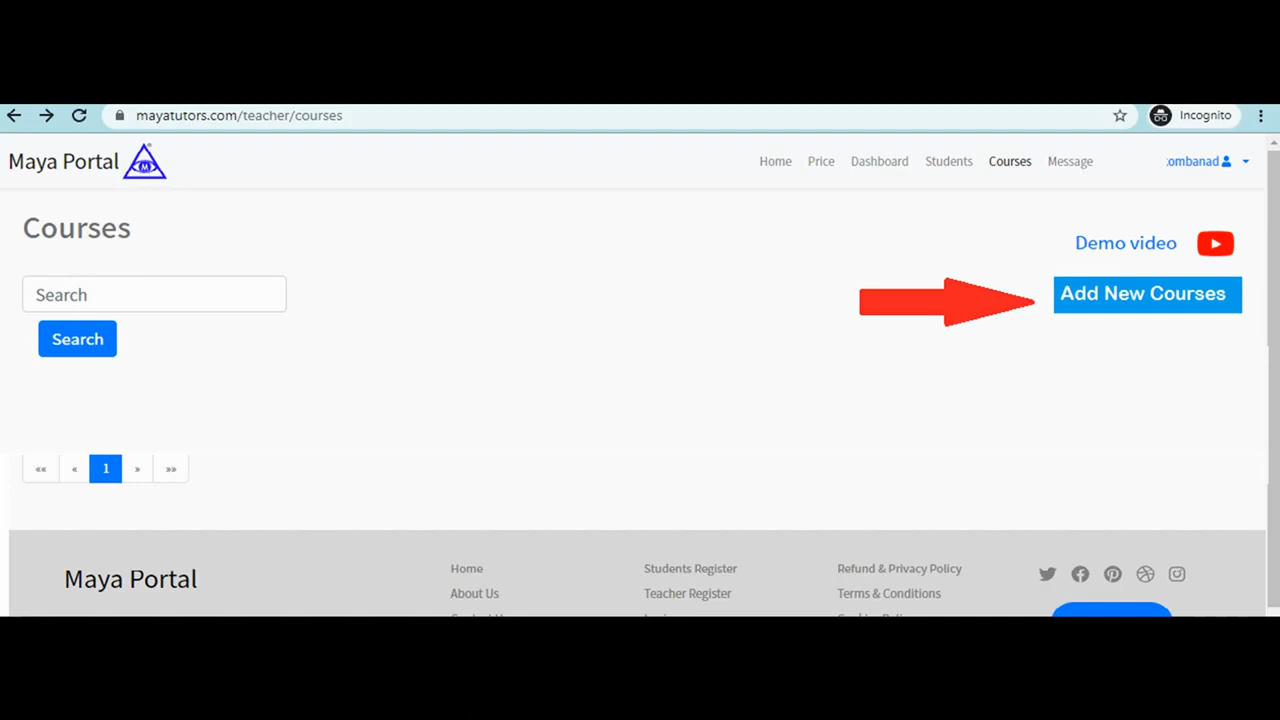 mayatutors.com/teacher/courses
Incognito
Maya Portal
M
Home Price Dashboard Students Courses Message
Courses
Demo video
Search
Add New Courses
Search
«« « 1 » »»
Maya Portal
Home
About Us
Students Register
Teacher Register
Refund & Privacy Policy
Terms & Conditions